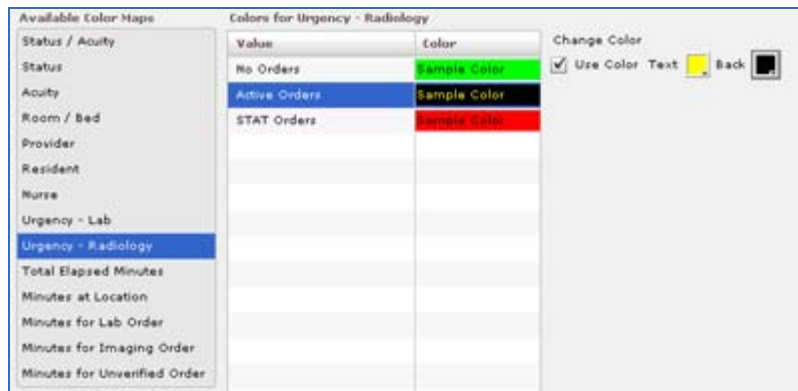 Available Color Maps
Status / Acuity
Status
Acuity
Room / Bed
Provider
Resident
Nurse
Urgency - Lab
Urgency - Radiology
Total Elapsed Minutes
Minutes at Location
Minutes for Lab Order
Minutes for Imaging Order
Minutes for Unverified Order
Colors for Urgency - Radiology
Value Color
No Orders Sample Color
Active Orders Sample Color
STAT Orders Sample Color
Change Color
Use Color Text Back